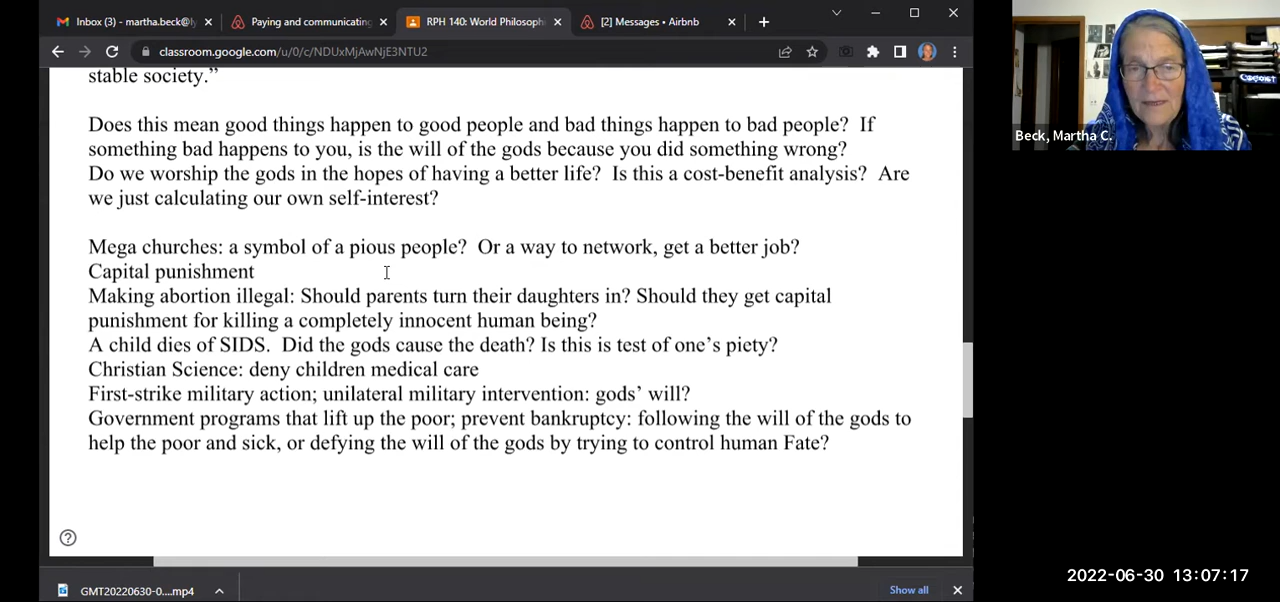 Inbox (3) - martha.beck@ly
Paying and communicating
RPH 140: World Philosoph
[2] Messages • Airbnb
classroom.google.com/u/0/c/NDUxMjAwNjE3NTU2
stable society.”
Does this mean good things happen to good people and bad things happen to bad people? If
something bad happens to you, is the will of the gods because you did something wrong?
Do we worship the gods in the hopes of having a better life? Is this a cost-benefit analysis? Are
we just calculating our own self-interest?
Mega churches: a symbol of a pious people? Or a way to network, get a better job?
Capital punishment
Making abortion illegal: Should parents turn their daughters in? Should they get capital
punishment for killing a completely innocent human being?
A child dies of SIDS. Did the gods cause the death? Is this is test of one’s piety?
Christian Science: deny children medical care
First-strike military action; unilateral military intervention: gods’ will?
Government programs that lift up the poor; prevent bankruptcy: following the will of the gods to
help the poor and sick, or defying the will of the gods by trying to control human Fate?
GMT20220630-0....mp4
Show all
Beck, Martha C.
2022-06-30 13:07:17